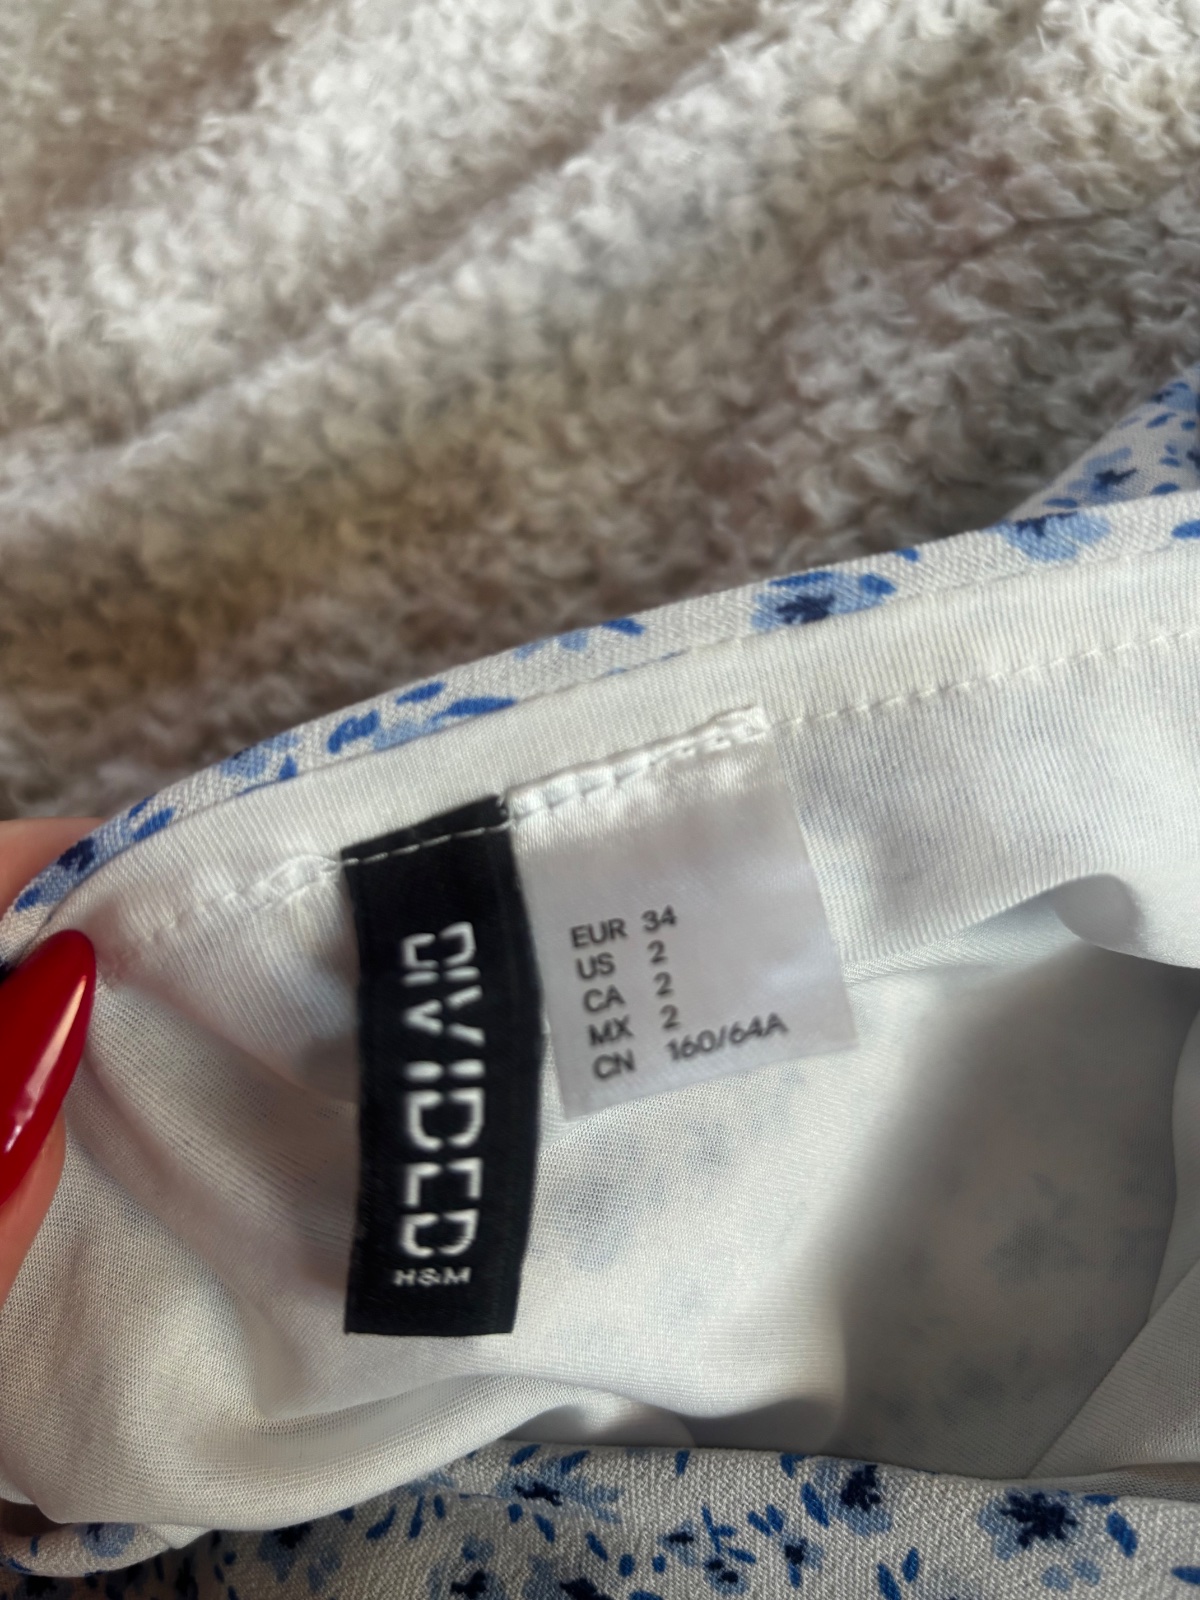 DIVIDED
H&M
EUR 34
US 2
CA 2
MX 2
CN 160/64A